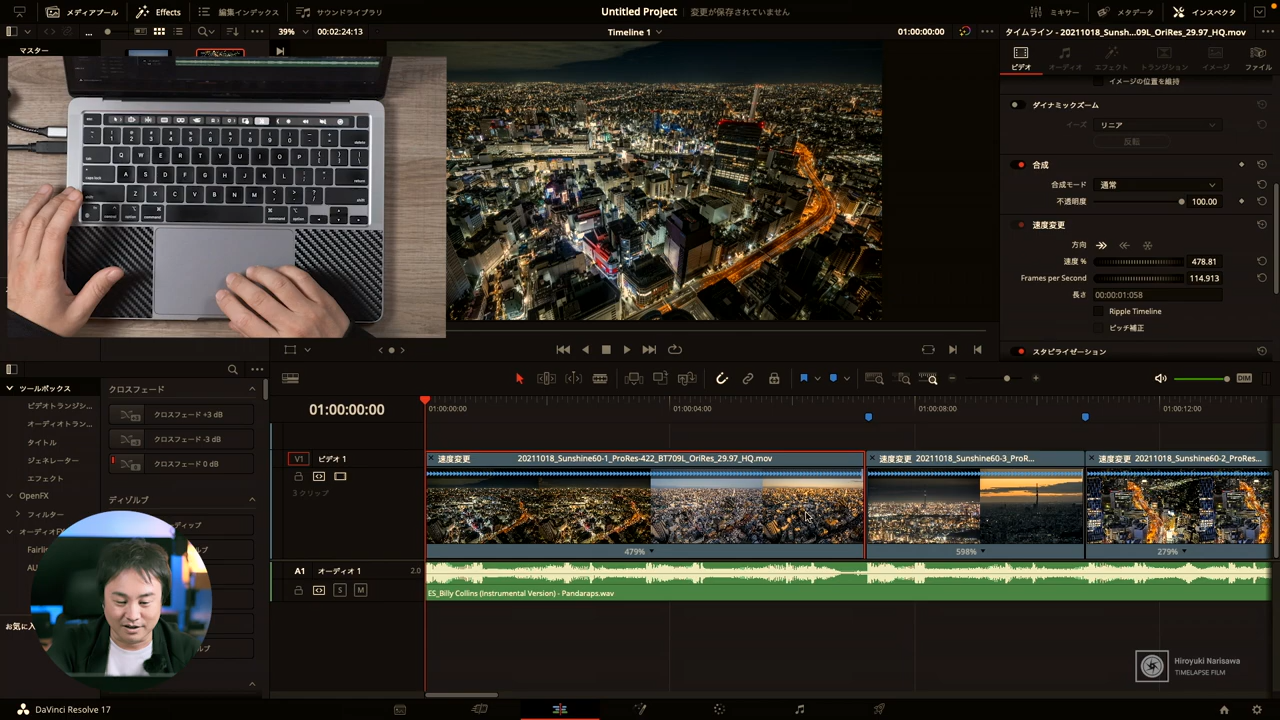 メディアプール
Effects
編集インデックス
サウンドライブラリ
Untitled Project
変更が保存されていません
ミキサー
メタデータ
インスペクタ
39%
00:02:24:13
Timeline 1
01:00:00:00
タイムライン - 20211018_Sunsh...09L_OriRes_29.97_HQ.mov
マスター
ビデオ
オーディオ
エフェクト
トランジション
イメージ
ファイル
イメージの位置を維持
ダイナミックズーム
イーズ
リニア
反転
合成
合成モード
通常
不透明度
100.00
速度変更
方向
速度 %
478.81
Frames per Second
114.913
長さ
00:00:01:058
Ripple Timeline
ピッチ補正
スタビライゼーション
ツールボックス
ビデオトランジシ...
オーディオトラン...
タイトル
ジェネレーター
エフェクト
OpenFX
フィルター
オーディオFX
Fairli
AU
お気に入
クロスフェード
クロスフェード +3 dB
クロスフェード -3 dB
クロスフェード 0 dB
ディゾルブ
DIM
01:00:00:00
01:00:00:00
01:00:04:00
01:00:08:00
01:00:12:00
V1
ビデオ 1
3 クリップ
速度変更
20211018_Sunshine60-1_ProRes-422_BT709L_OriRes_29.97_HQ.mov
479%
速度変更
20211018_Sunshine60-3_ProR...
598%
速度変更
20211018_Sunshine60-2_ProRes...
279%
A1
オーディオ 1
2.0
S
M
ES_Billy Collins (Instrumental Version) - Pandaraps.wav
Hiroyuki Narisawa
TIMELAPSE FILM
DaVinci Resolve 17